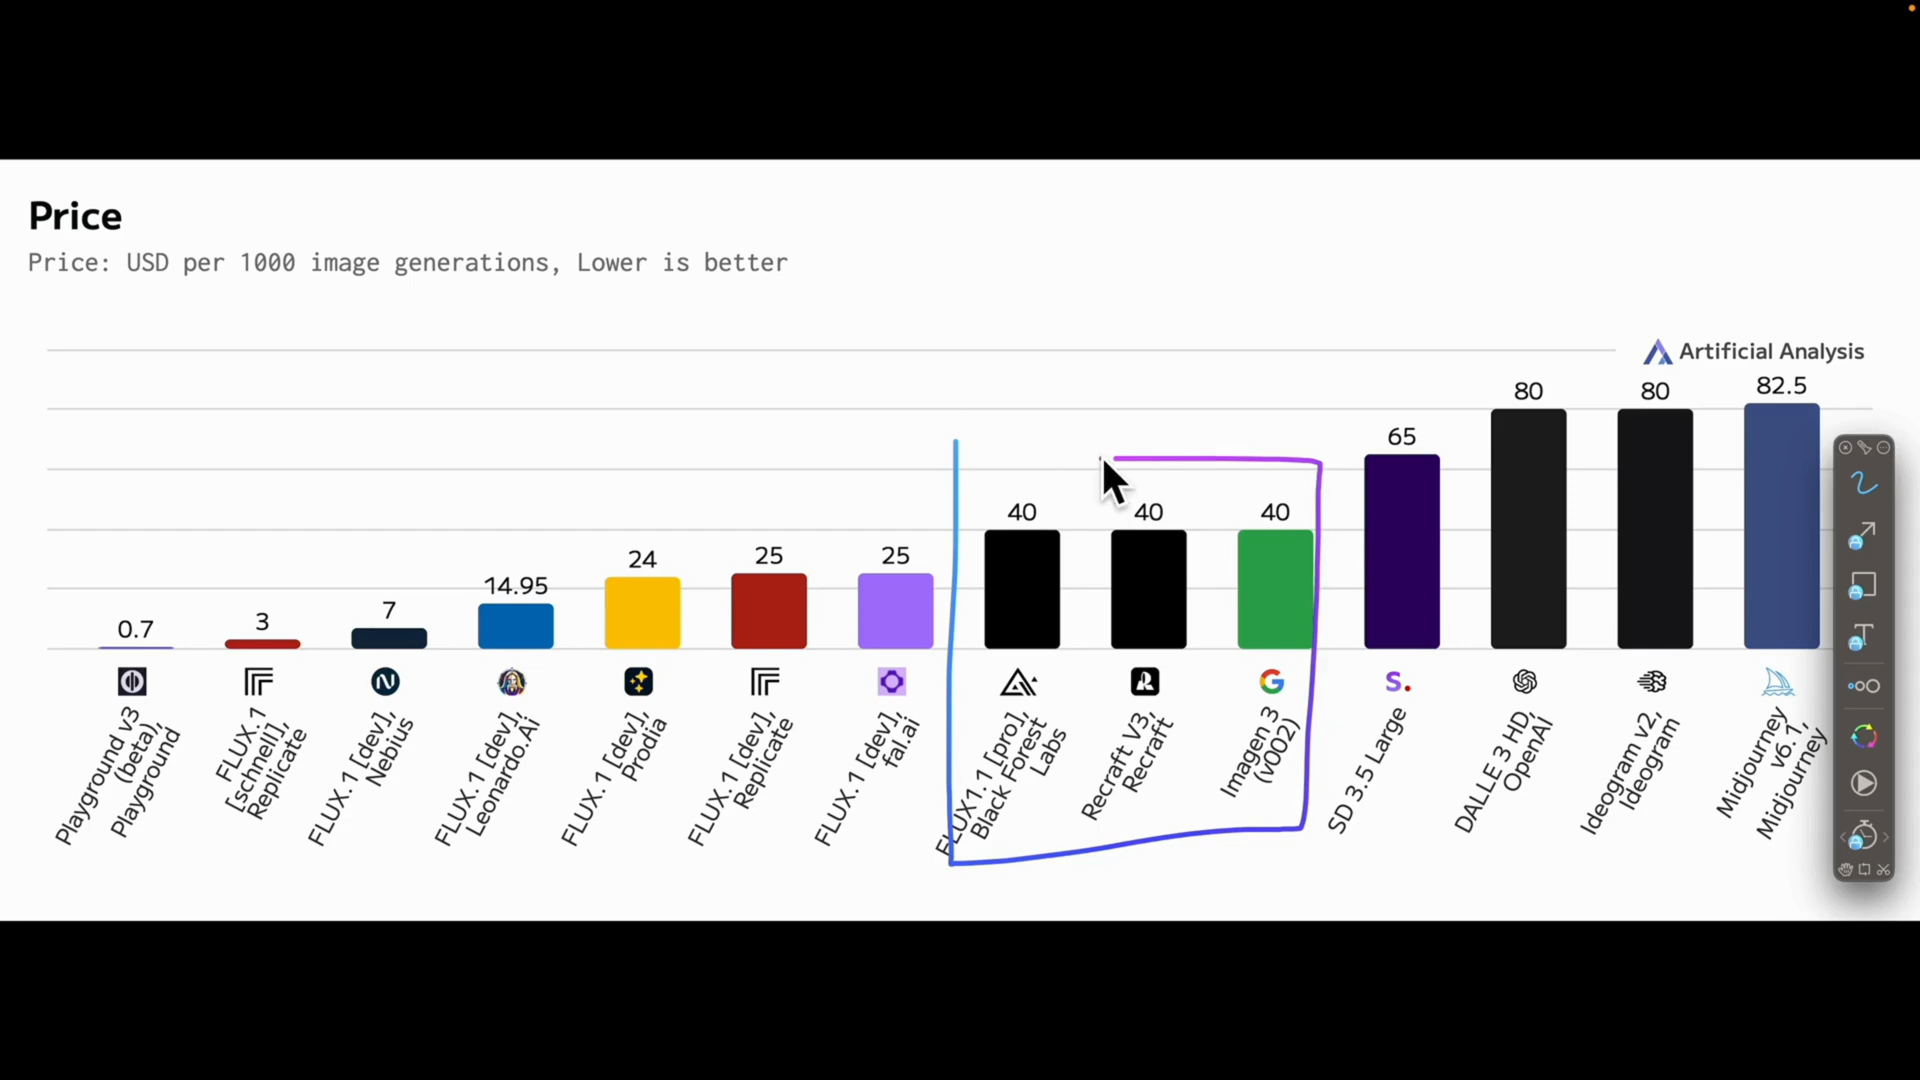 Price
Price: USD per 1000 image generations, Lower is better
Artificial Analysis
0.7
3
7
14.95
24
25
25
40
40
40
65
80
80
82.5
Playground v3
(beta),
Playground
FLUX.1
[schnell],
Replicate
FLUX.1 [dev],
Nebius
FLUX.1 [dev],
Leonardo.Ai
FLUX.1 [dev],
Prodia
FLUX.1 [dev],
Replicate
FLUX.1 [dev],
fal.ai
FLUX1.1 [pro],
Black Forest
Labs
Recraft V3,
Recraft
Imagen 3
(v002)
SD 3.5 Large
DALLE 3 HD,
OpenAI
Ideogram v2,
Ideogram
Midjourney
v6.1,
Midjourney